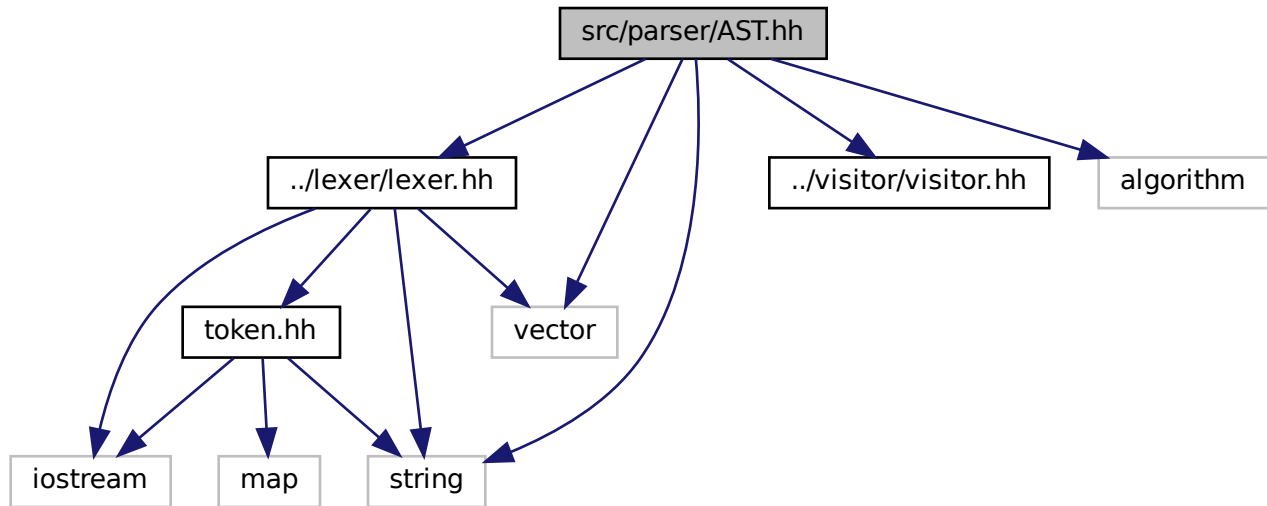 src/parser/AST.hh
../lexer/lexer.hh
../visitor/visitor.hh
algorithm
token.hh
vector
iostream
map
string